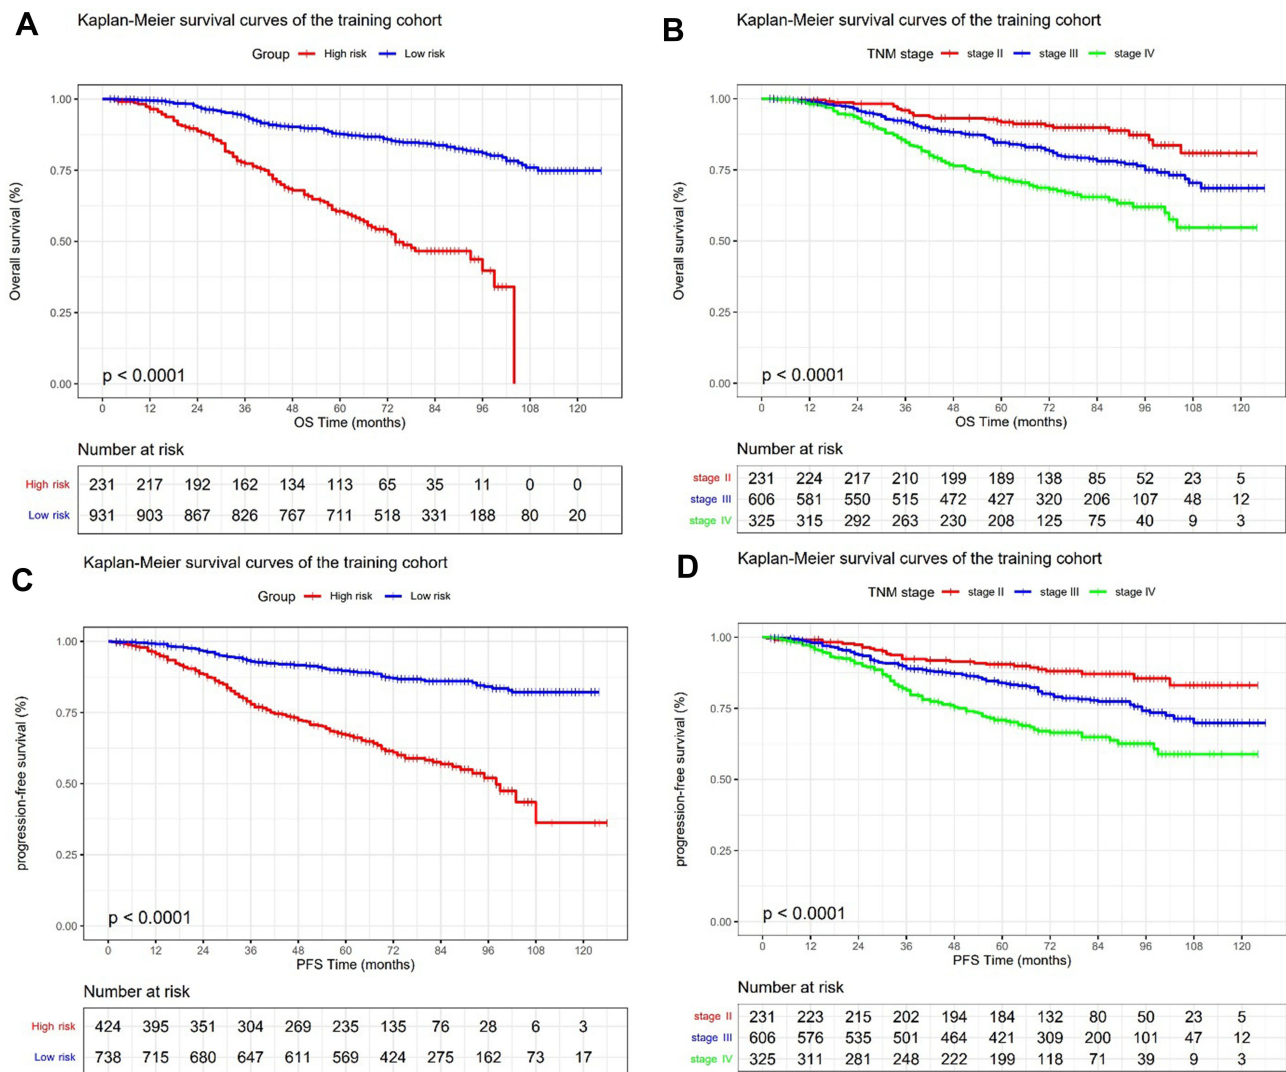 A
Kaplan-Meier survival curves of the training cohort
Group High risk Low risk
Overall survival (%)
1.00
0.75
0.50
0.25
0.00
p < 0.0001
0 12 24 36 48 60 72 84 96 108 120
OS Time (months)
Number at risk
High risk 231 217 192 162 134 113 65 35 11 0 0
Low risk 931 903 867 826 767 711 518 331 188 80 20
B
Kaplan-Meier survival curves of the training cohort
TNM stage stage II stage III stage IV
Overall survival (%)
1.00
0.75
0.50
0.25
0.00
p < 0.0001
0 12 24 36 48 60 72 84 96 108 120
OS Time (months)
Number at risk
stage II 231 224 217 210 199 189 138 85 52 23 5
stage III 606 581 550 515 472 427 320 206 107 48 12
stage IV 325 315 292 263 230 208 125 75 40 9 3
C
Kaplan-Meier survival curves of the training cohort
Group High risk Low risk
progression-free survival (%)
1.00
0.75
0.50
0.25
0.00
p < 0.0001
0 12 24 36 48 60 72 84 96 108 120
PFS Time (months)
Number at risk
High risk 424 395 351 304 269 235 135 76 28 6 3
Low risk 738 715 680 647 611 569 424 275 162 73 17
D
Kaplan-Meier survival curves of the training cohort
TNM stage stage II stage III stage IV
progression-free survival (%)
1.00
0.75
0.50
0.25
0.00
p < 0.0001
0 12 24 36 48 60 72 84 96 108 120
PFS Time (months)
Number at risk
stage II 231 223 215 202 194 184 132 80 50 23 5
stage III 606 576 535 501 464 421 309 200 101 47 12
stage IV 325 311 281 248 222 199 118 71 39 9 3